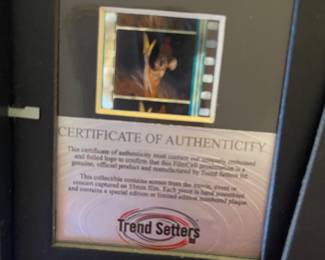 CERTIFICATE OF AUTHENTICITY
This certificate of authenticity must contain our uniquely embossed
and foiled logo to confirm that this FilmCell presentation is a
genuine, official product and manufactured by Trend Setters ltd
This collectible contains scenes from the movie, event or
concert captured on 35mm film. Each piece is hand assembled
and contains a special edition or limited edition numbered plaque.
Trend Setters